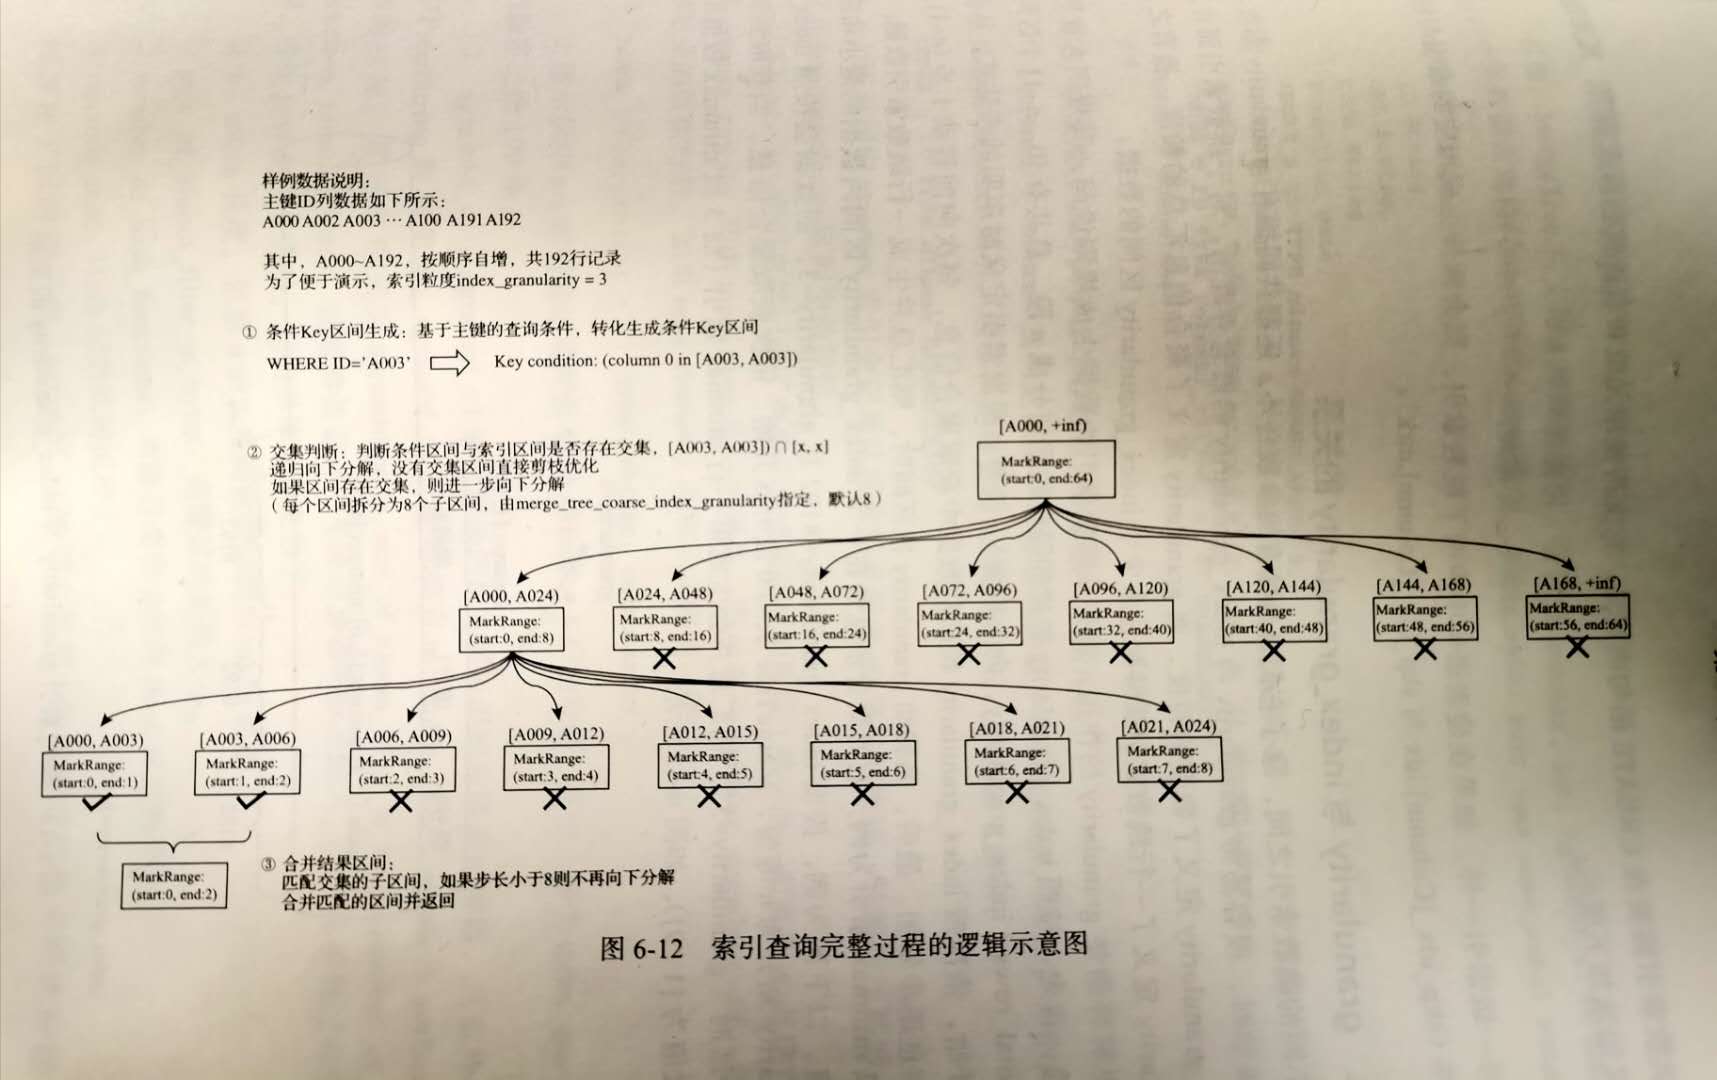 样例数据说明：
主键ID列数据如下所示：
A000 A002 A003 ··· A100 A191 A192
其中，A000~A192，按顺序自增，共192行记录
为了便于演示，索引粒度index_granularity = 3
① 条件Key区间生成：基于主键的查询条件，转化生成条件Key区间
WHERE ID='A003' Key condition: (column 0 in [A003, A003])
② 交集判断：判断条件区间与索引区间是否存在交集，[A003, A003]) ∩ [x, x]
递归向下分解，没有交集区间直接剪枝优化
如果区间存在交集，则进一步向下分解
（每个区间拆分为8个子区间，由merge_tree_coarse_index_granularity指定，默认8）
[A000, +inf)
MarkRange:
(start:0, end:64)
[A000, A024)
MarkRange:
(start:0, end:8)
[A024, A048)
MarkRange:
(start:8, end:16)
[A048, A072)
MarkRange:
(start:16, end:24)
[A072, A096)
MarkRange:
(start:24, end:32)
[A096, A120)
MarkRange:
(start:32, end:40)
[A120, A144)
MarkRange:
(start:40, end:48)
[A144, A168)
MarkRange:
(start:48, end:56)
[A168, +inf)
MarkRange:
(start:56, end:64)
[A000, A003)
MarkRange:
(start:0, end:1)
[A003, A006)
MarkRange:
(start:1, end:2)
[A006, A009)
MarkRange:
(start:2, end:3)
[A009, A012)
MarkRange:
(start:3, end:4)
[A012, A015)
MarkRange:
(start:4, end:5)
[A015, A018)
MarkRange:
(start:5, end:6)
[A018, A021)
MarkRange:
(start:6, end:7)
[A021, A024)
MarkRange:
(start:7, end:8)
MarkRange:
(start:0, end:2)
③ 合并结果区间：
匹配交集的子区间，如果步长小于8则不再向下分解
合并匹配的区间并返回
图 6-12 索引查询完整过程的逻辑示意图